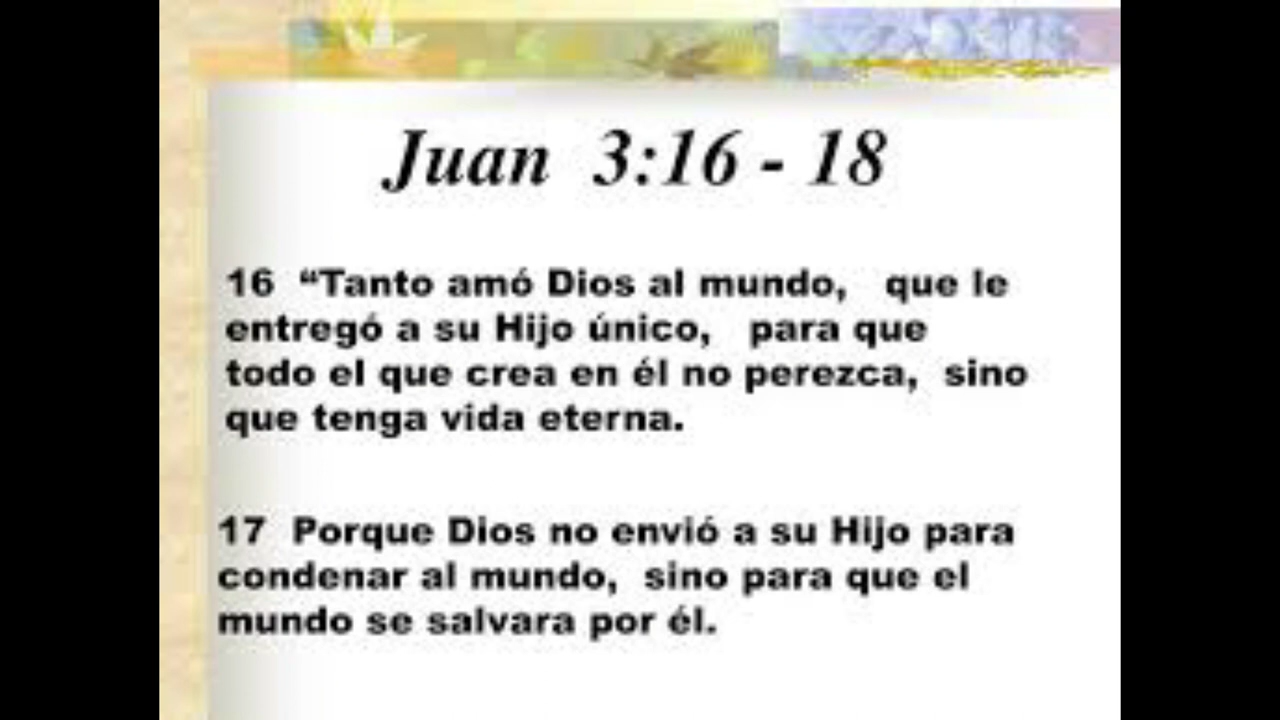 Juan 3:16 - 18
16 “Tanto amó Dios al mundo, que le
entregó a su Hijo único, para que
todo el que crea en él no perezca, sino
que tenga vida eterna.
17 Porque Dios no envió a su Hijo para
condenar al mundo, sino para que el
mundo se salvara por él.